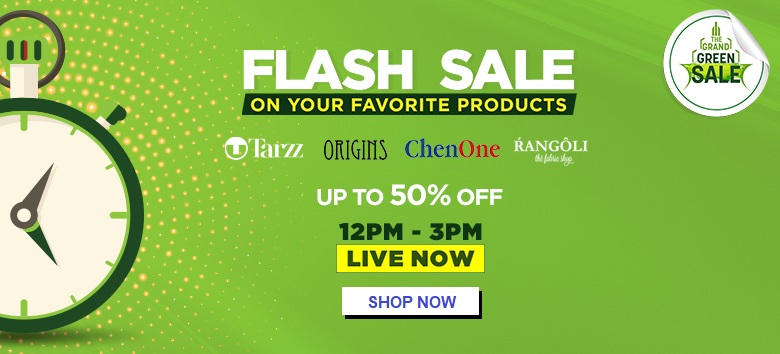 THE
GRAND
GREEN
SALE
FLASH SALE
ON YOUR FAVORITE PRODUCTS
Tarzz ORIGINS ChenOne ŔANGÔLI
the fabric shop
UP TO 50% OFF
12PM - 3PM
LIVE NOW
SHOP NOW